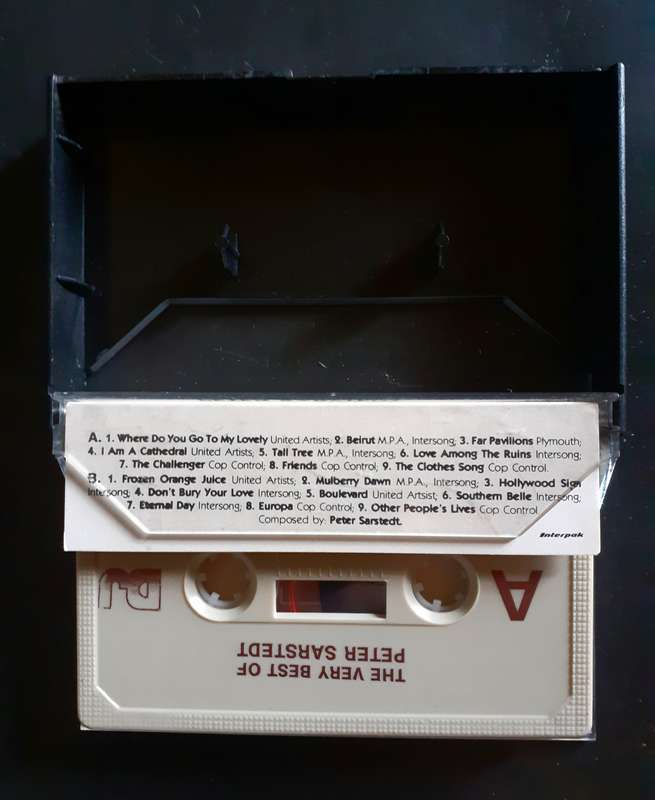 A. 1. Where Do You Go To My Lovely United Artists; 2. Beirut M.P.A., Intersong; 3. Far Pavilions Plymouth;
4. I Am A Cathedral United Artists; 5. Tall Tree M.P.A., Intersong; 6. Love Among The Ruins Intersong;
7. The Challenger Cop Control; 8. Friends Cop Control; 9. The Clothes Song Cop Control.
B. 1. Frozen Orange Juice United Artists; 2. Mulberry Dawn M.P.A., Intersong; 3. Hollywood Sign
Intersong; 4. Don't Bury Your Love Intersong; 5. Boulevard United Artist; 6. Southern Belle Intersong;
7. Eternal Day Intersong; 8. Europa Cop Control; 9. Other People's Lives Cop Control
Composed by: Peter Sarstedt.
Interpak
A
THE VERY BEST OF
PETER SARSTEDT